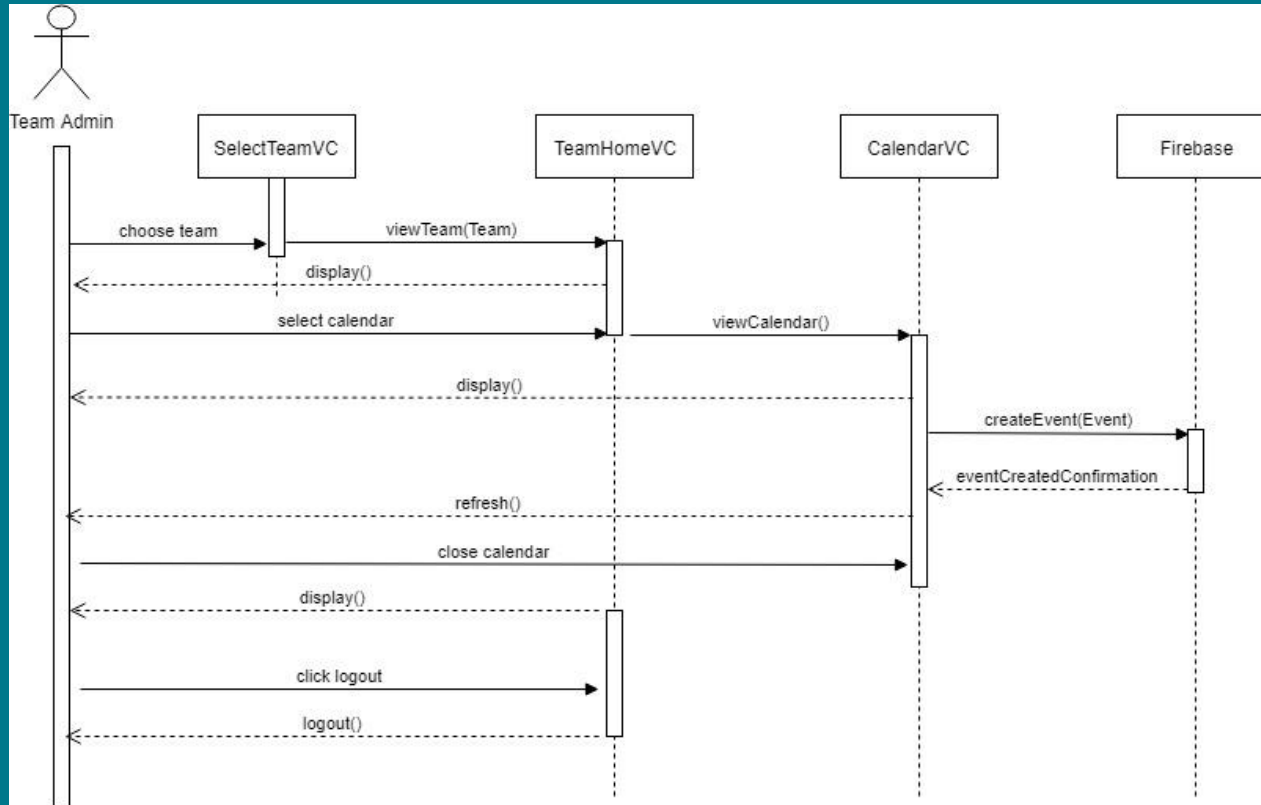 Team Admin
SelectTeamVC
TeamHomeVC
CalendarVC
Firebase
choose team
viewTeam(Team)
display()
select calendar
viewCalendar()
display()
createEvent(Event)
eventCreatedConfirmation
refresh()
close calendar
display()
click logout
logout()